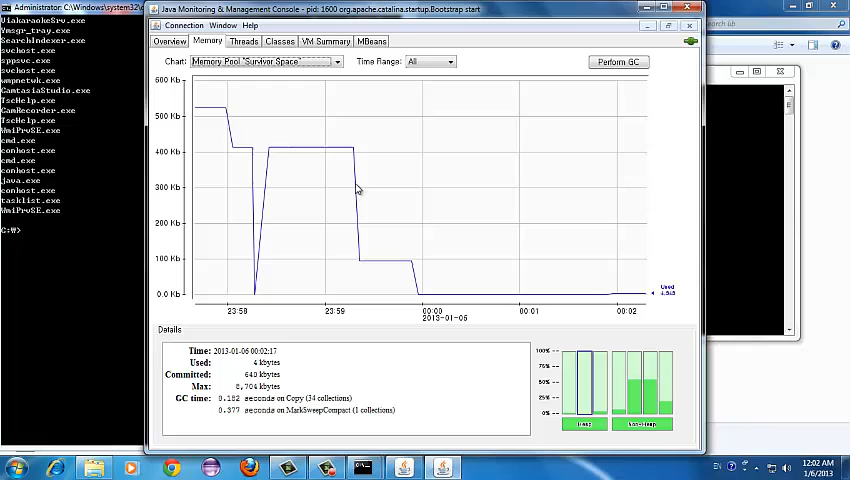 Administrator: C:\Windows\system32\
ViakaraokeSrv.exe
Ymsgr_tray.exe
SearchIndexer.exe
svchost.exe
sppsvc.exe
svchost.exe
wmpnetwk.exe
CamtasiaStudio.exe
TscHelp.exe
CamRecorder.exe
TscHelp.exe
WmiPrvSE.exe
cmd.exe
conhost.exe
cmd.exe
conhost.exe
java.exe
conhost.exe
tasklist.exe
WmiPrvSE.exe
C:\>
Java Monitoring & Management Console - pid: 1600 org.apache.catalina.startup.Bootstrap start
Connection Window Help
Overview Memory Threads Classes VM Summary MBeans
Chart: Memory Pool "Survivor Space" Time Range: All Perform GC
600 Kb
500 Kb
400 Kb
300 Kb
200 Kb
100 Kb
0.0 Kb
Used
23:58 23:59 00:00 00:01 00:02
2013-01-06
Details
Time: 2013-01-06 00:02:17
Used: 4 kbytes
Committed: 640 kbytes
Max: 8,704 kbytes
GC time: 0.182 seconds on Copy (34 collections)
0.377 seconds on MarkSweepCompact (1 collections)
100%
75%
50%
25%
0%
Heap Non-Heap
EN 12:02 AM
1/6/2013